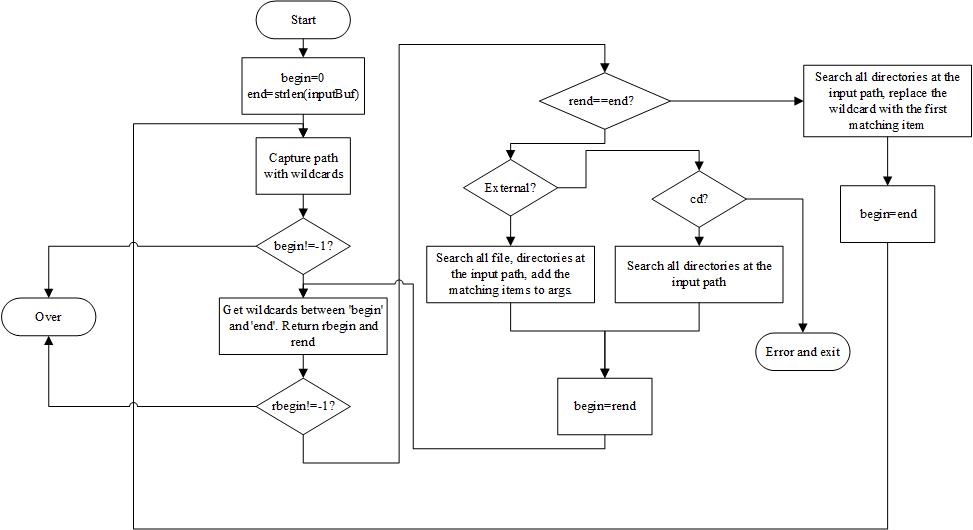 Start
begin=0
end=strlen(inputBuf)
Capture path
with wildcards
begin!=-1?
Over
Get wildcards between 'begin'
and 'end'. Return rbegin and
rend
rbegin!=-1?
rend==end?
Search all directories at the
input path, replace the
wildcard with the first
matching item
External?
cd?
begin=end
Search all file, directories at
the input path, add the
matching items to args.
Search all directories at the
input path
Error and exit
begin=rend